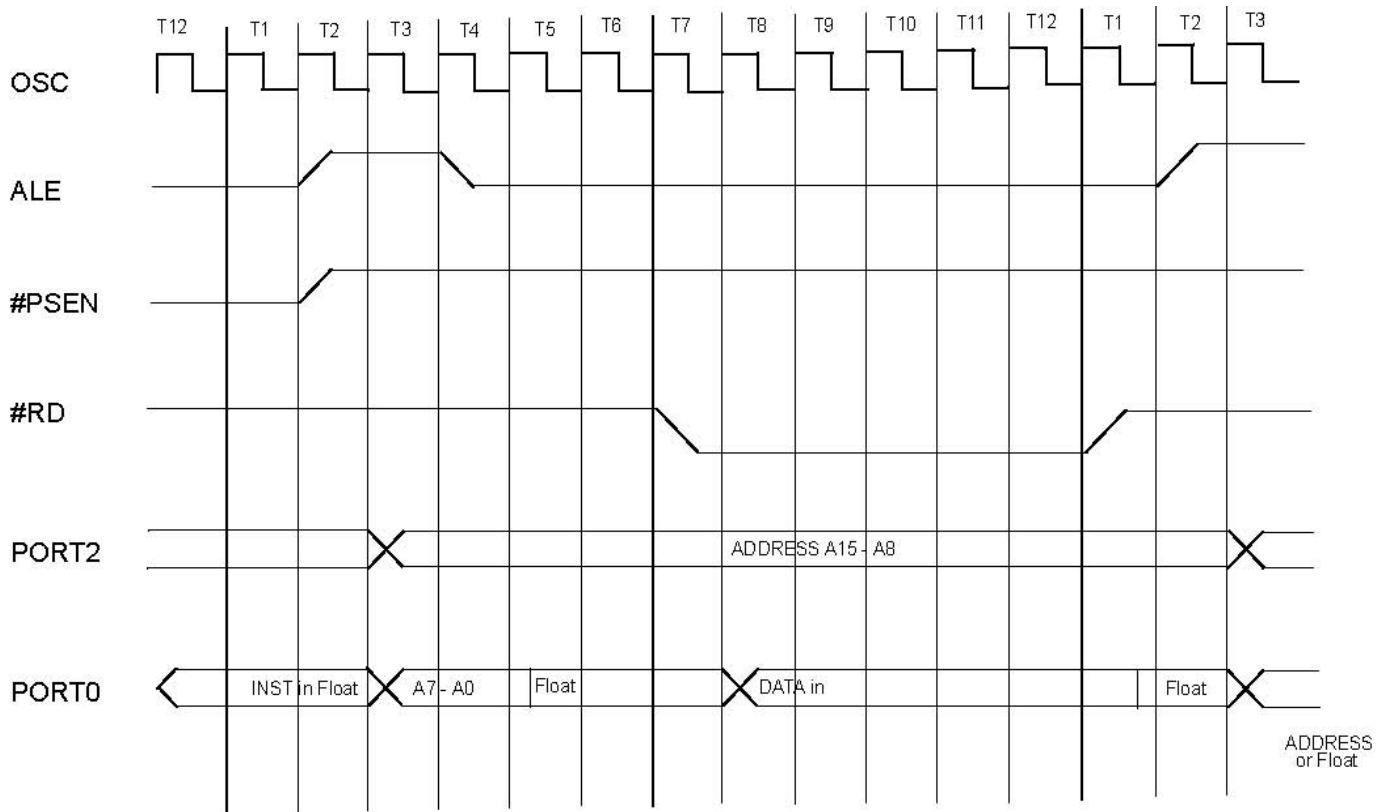 T12 T1 T2 T3 T4 T5 T6 T7 T8 T9 T10 T11 T12 T1 T2 T3
OSC
ALE
#PSEN
#RD
PORT2 ADDRESS A15 - A8
PORT0 INST in Float A7 - A0 Float DATA in Float
ADDRESS
or Float